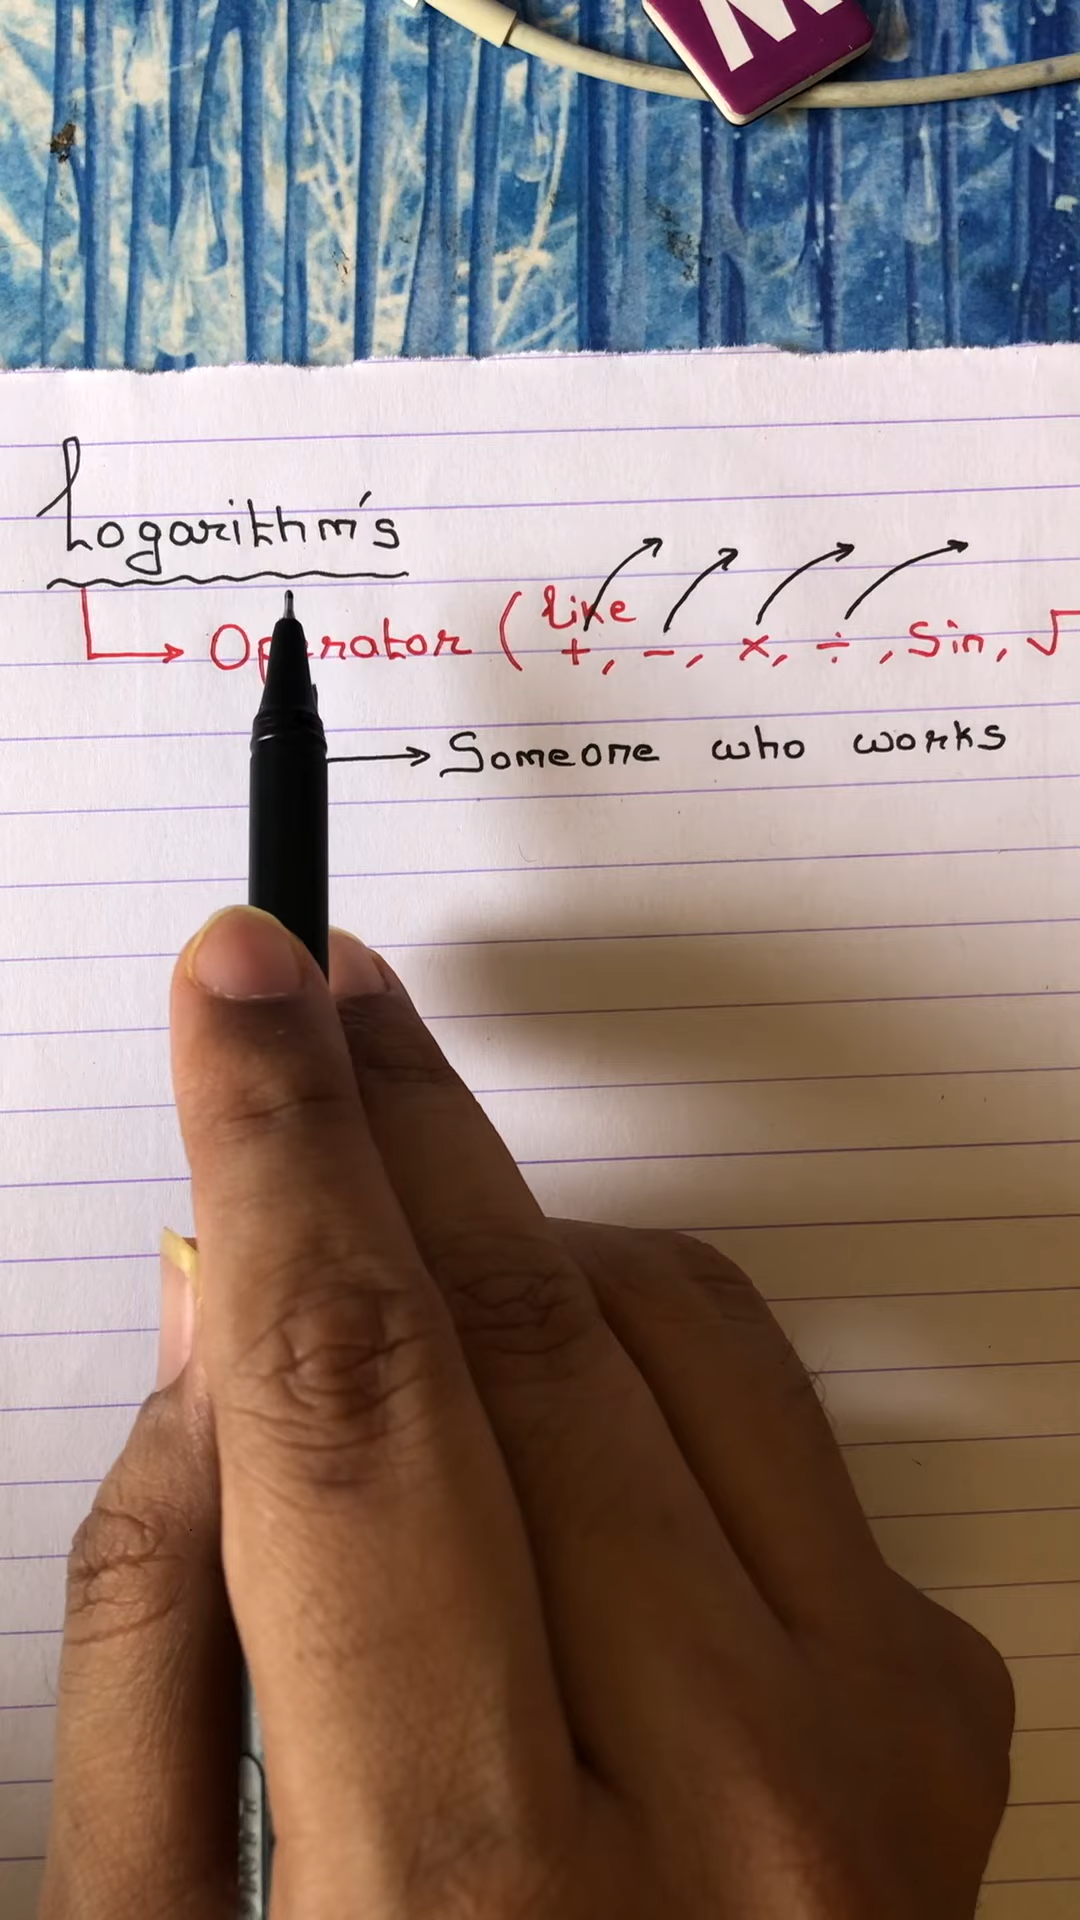 M
Logarithm's
Operator ( like +, -, ×, ÷, Sin, √
Someone who works